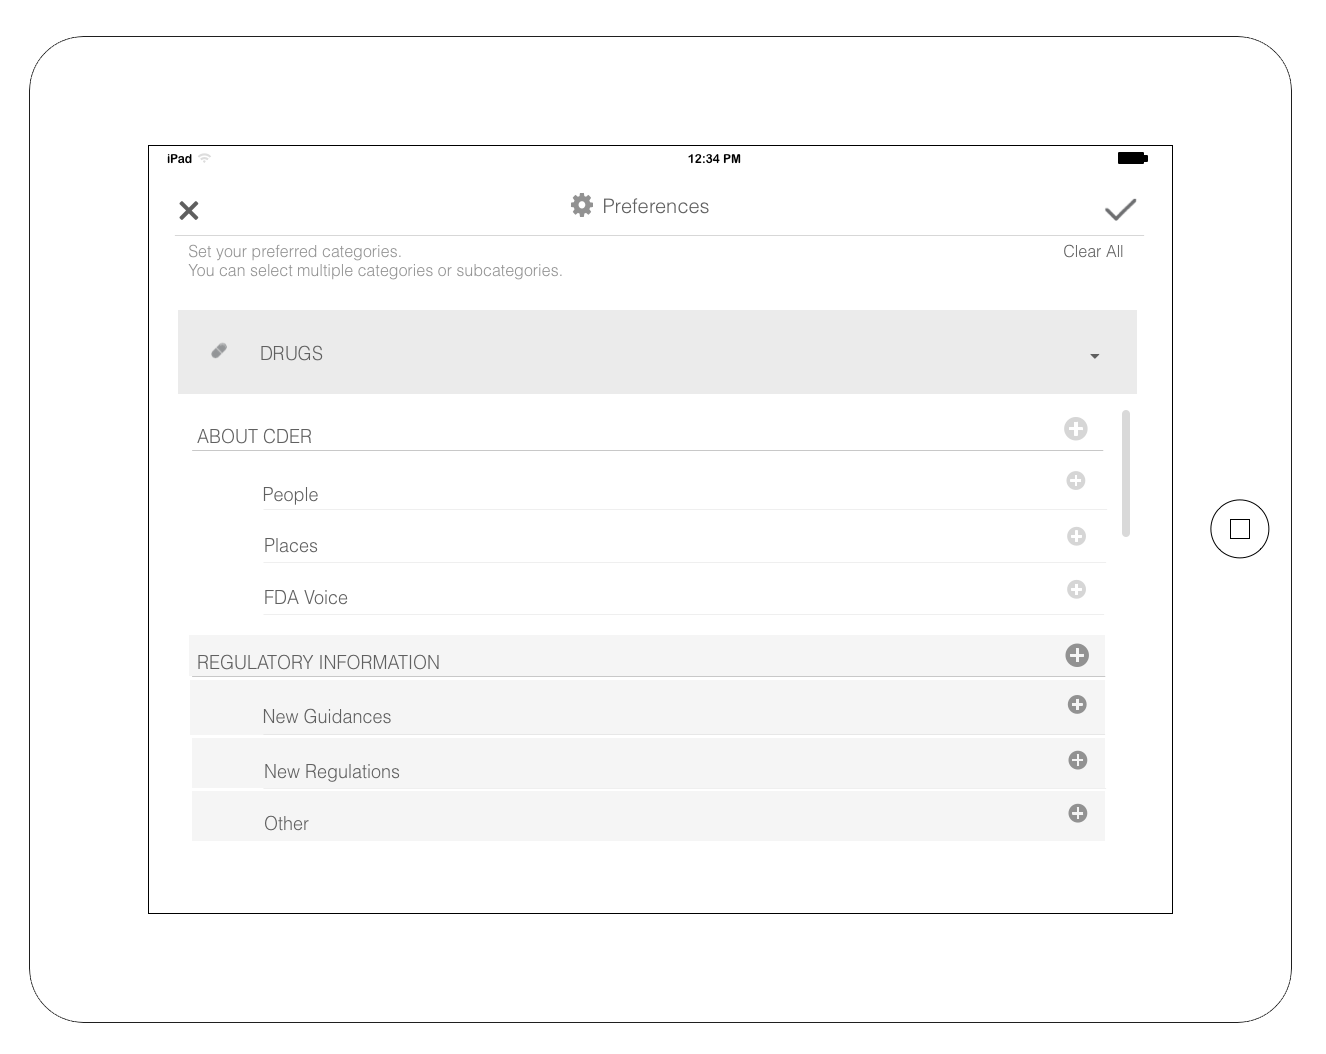 iPad
12:34 PM
Preferences
Set your preferred categories.
You can select multiple categories or subcategories.
Clear All
DRUGS
ABOUT CDER
People
Places
FDA Voice
REGULATORY INFORMATION
New Guidances
New Regulations
Other